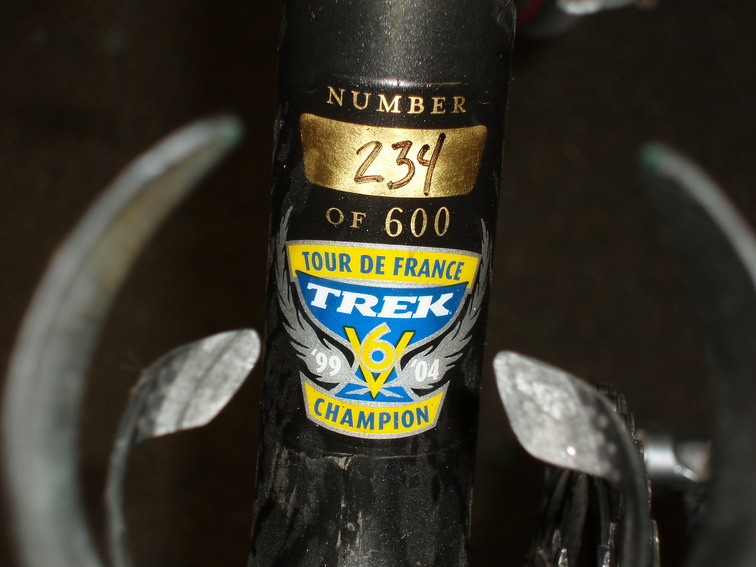 NUMBER
234
OF 600
TOUR DE FRANCE
TREK
6
'99 '04
CHAMPION